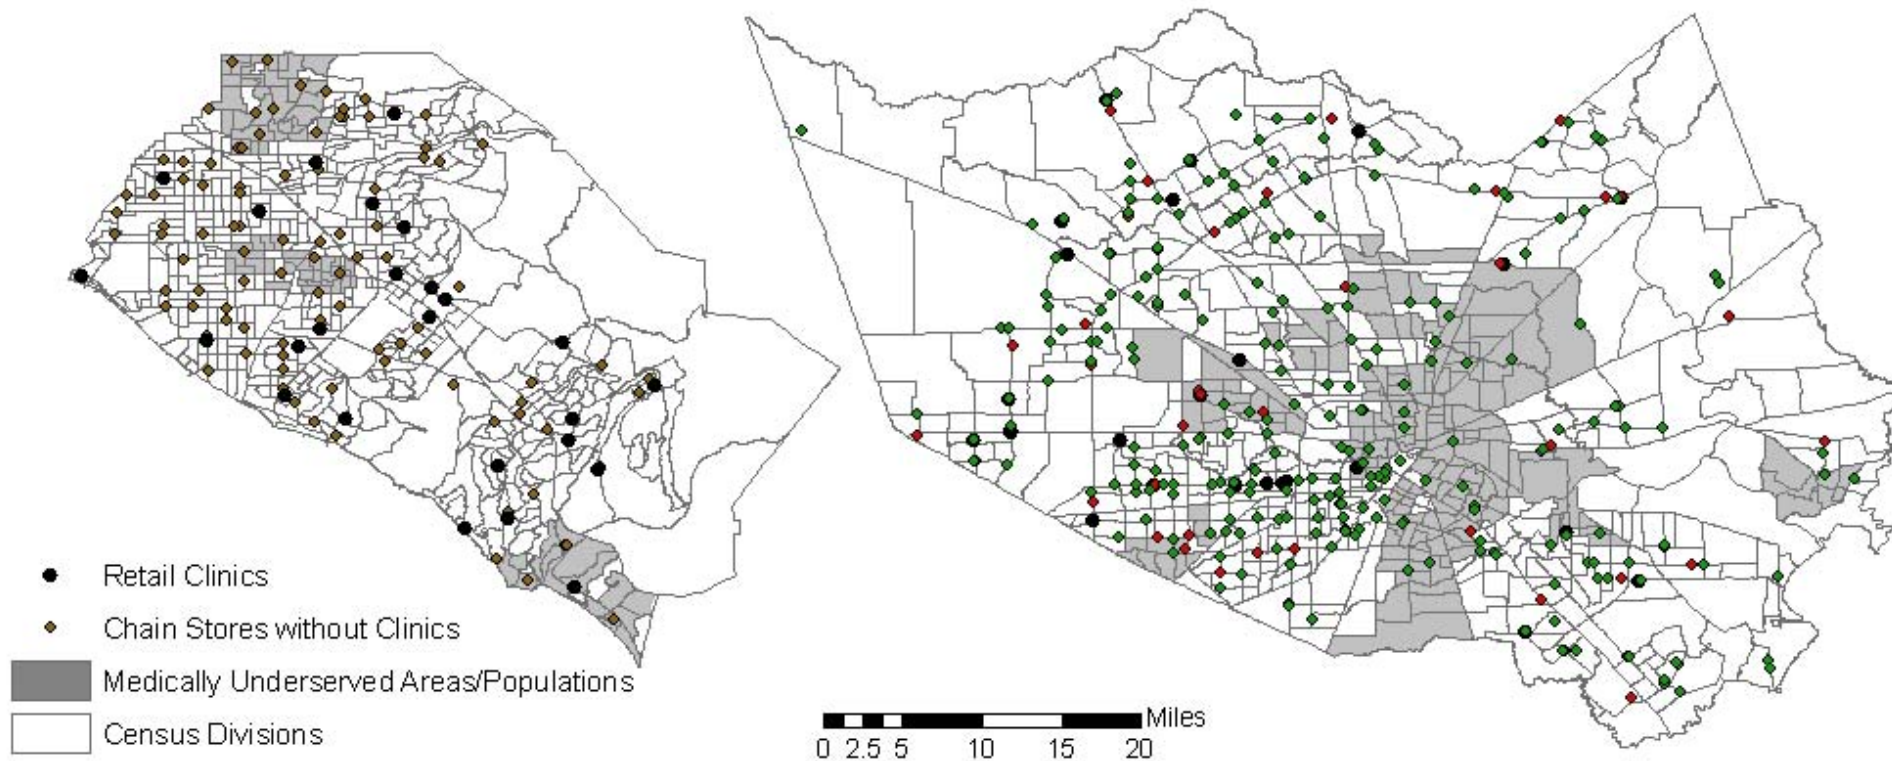 Retail Clinics
Chain Stores without Clinics
Medically Underserved Areas/Populations
Census Divisions
Miles
0 2.5 5 10 15 20